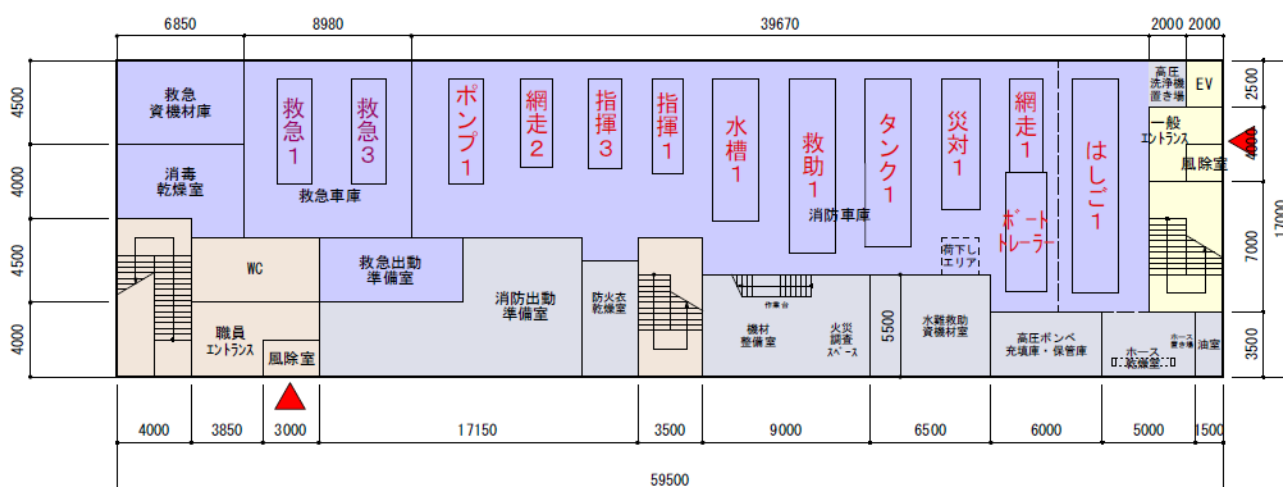 6850
8980
39670
2000
2000
4500
4000
4500
4000
救急
資機材庫
消毒
乾燥室
救急1
救急3
救急車庫
ポンプ1
網走2
指揮3
指揮1
水槽1
救助1
タンク1
災対1
網走1
はしご1
ボート
トレーラー
消防車庫
荷下し
エリア
高圧
洗浄機
置き場
EV
一般
エントランス
風除室
2500
4000
7000
3500
17000
WC
救急出動
準備室
消防出動
準備室
防火衣
乾燥室
職員
エントランス
風除室
作業台
機材
整備室
火災
調査
スペース
5500
水難救助
資機材室
高圧ボンベ
充填庫・保管庫
ホース
乾燥室
ホース
置き場
油室
4000
3850
3000
17150
3500
9000
6500
6000
5000
1500
59500